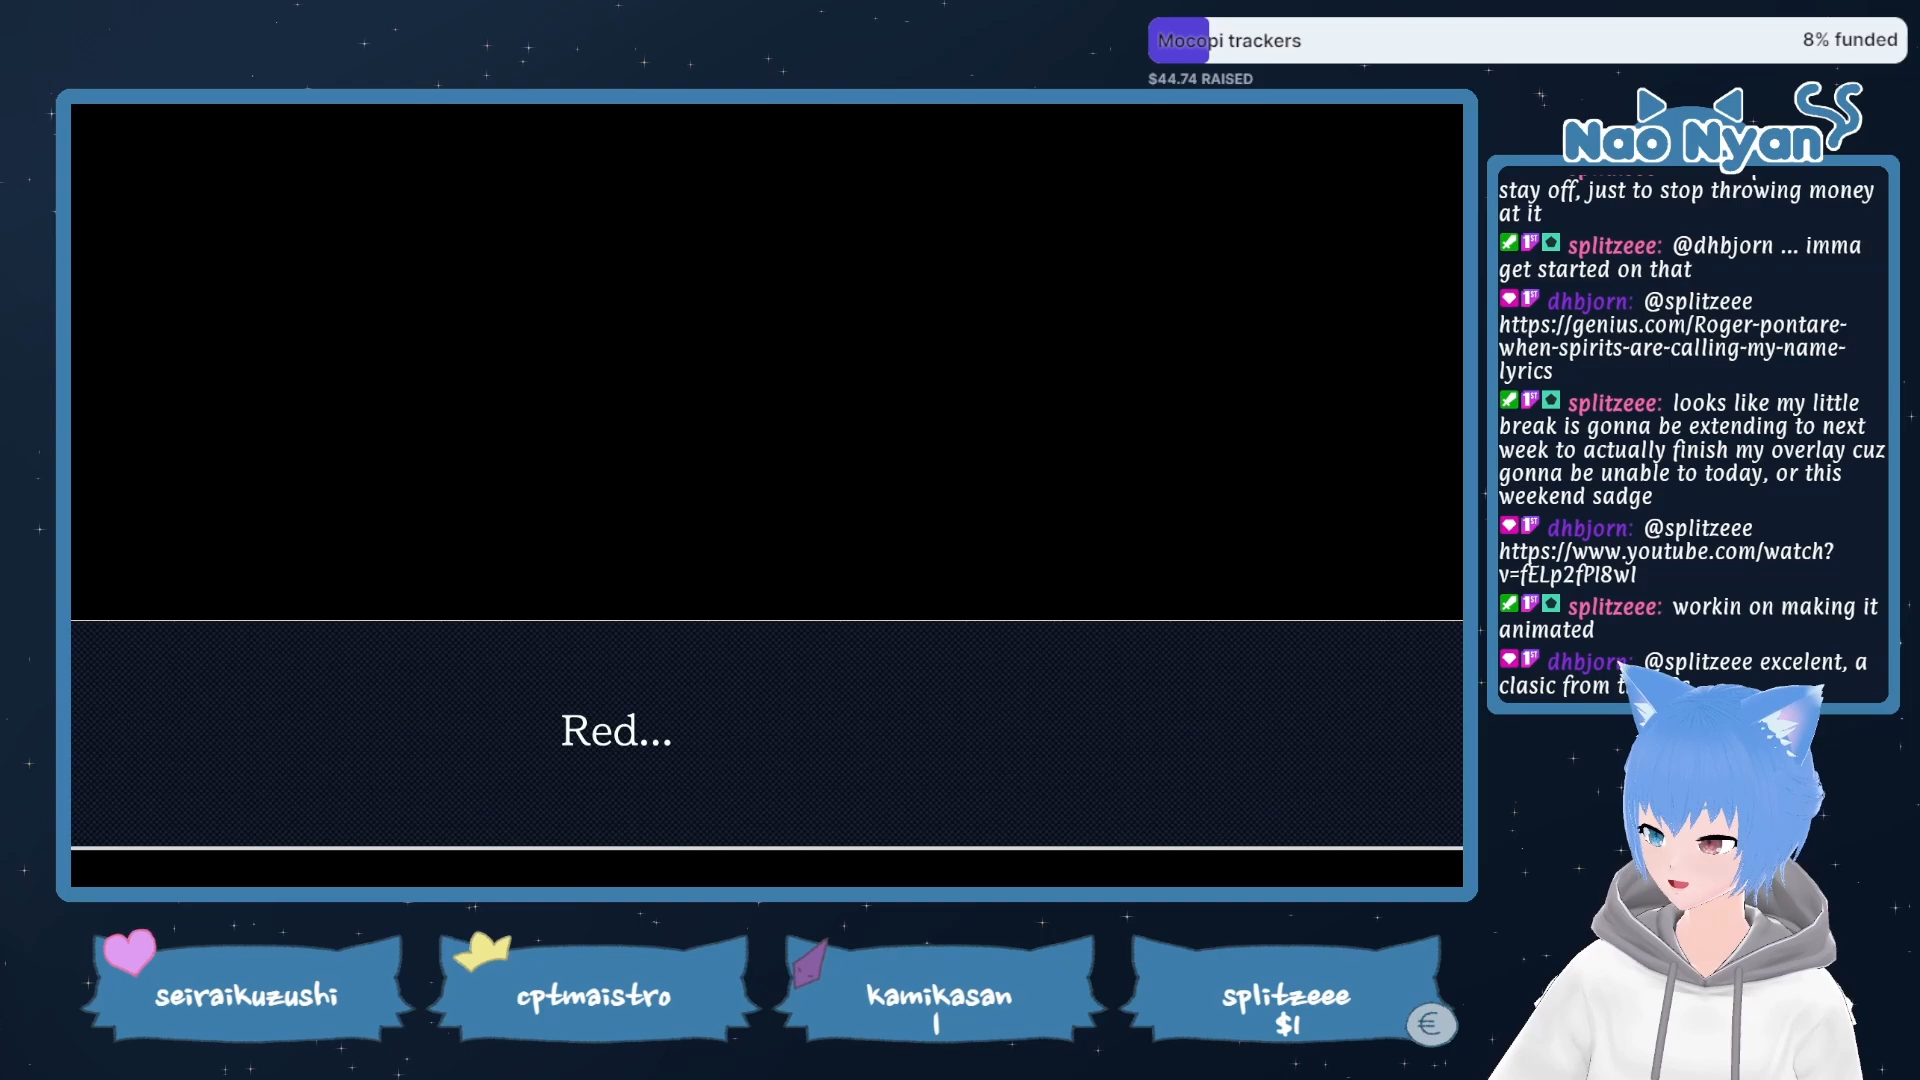 Mocopi trackers
8% funded
$44.74 RAISED
Nao Nyan
stay off, just to stop throwing money
at it
splitzeee: @dhbjorn ... imma
get started on that
dhbjorn: @splitzeee
https://genius.com/Roger-pontare-
when-spirits-are-calling-my-name-
lyrics
splitzeee: looks like my little
break is gonna be extending to next
week to actually finish my overlay cuz
gonna be unable to today, or this
weekend sadge
dhbjorn: @splitzeee
https://www.youtube.com/watch?
v=fELp2fPl8wI
splitzeee: workin on making it
animated
dhbjorn: @splitzeee excelent, a
clasic from
Red...
seiraikuzushi
cptmaistro
kamikasan
1
splitzeee
$1
€